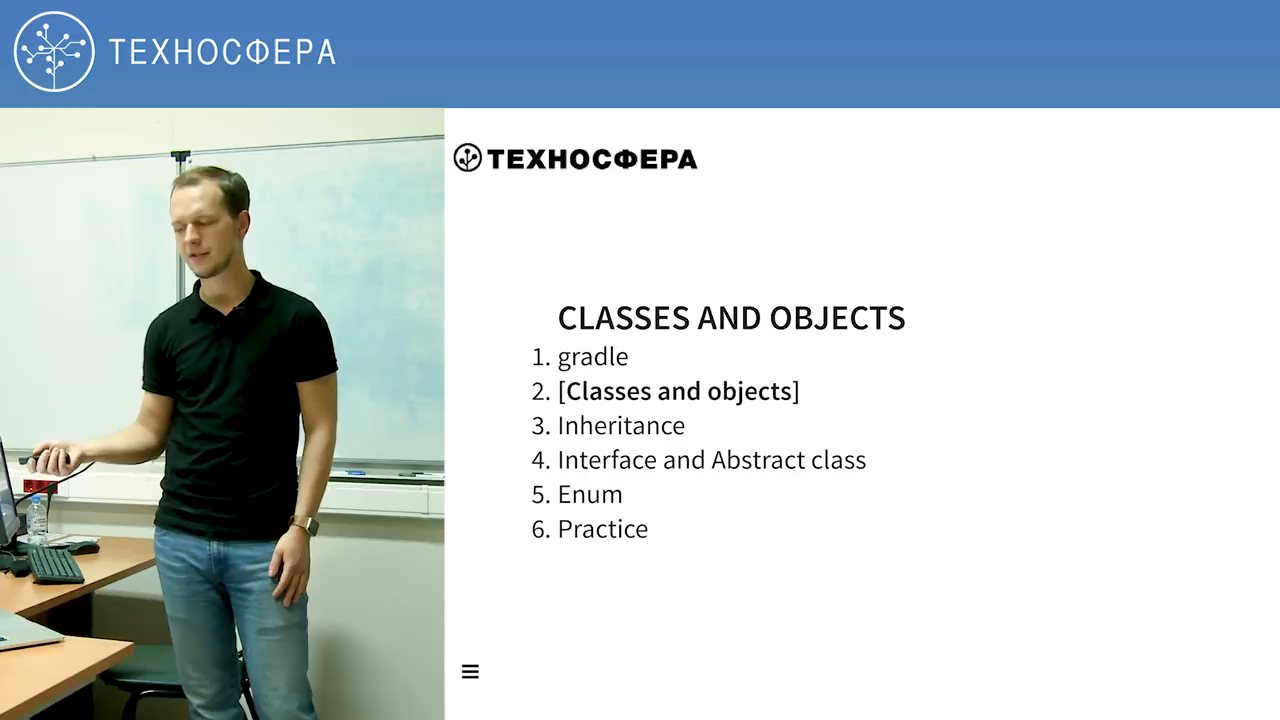 ТЕХНОСФЕРА
ТЕХНОСФЕРА
CLASSES AND OBJECTS
1. gradle
2. [Classes and objects]
3. Inheritance
4. Interface and Abstract class
5. Enum
6. Practice